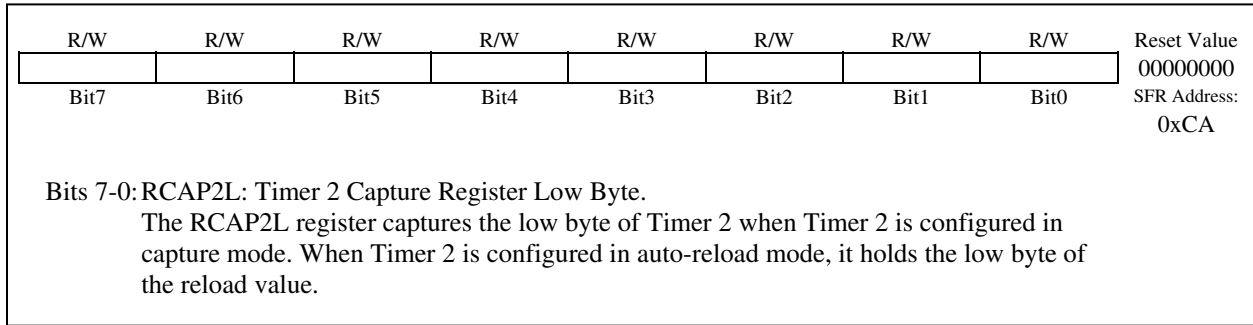 R/W R/W R/W R/W R/W R/W R/W R/W Reset Value
00000000
Bit7 Bit6 Bit5 Bit4 Bit3 Bit2 Bit1 Bit0 SFR Address:
0xCA
Bits 7-0: RCAP2L: Timer 2 Capture Register Low Byte.
The RCAP2L register captures the low byte of Timer 2 when Timer 2 is configured in
capture mode. When Timer 2 is configured in auto-reload mode, it holds the low byte of
the reload value.